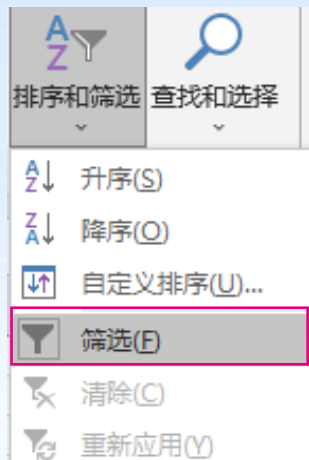 排序和筛选 查找和选择
升序(S)
降序(O)
自定义排序(U)...
筛选(F)
清除(C)
重新应用(Y)